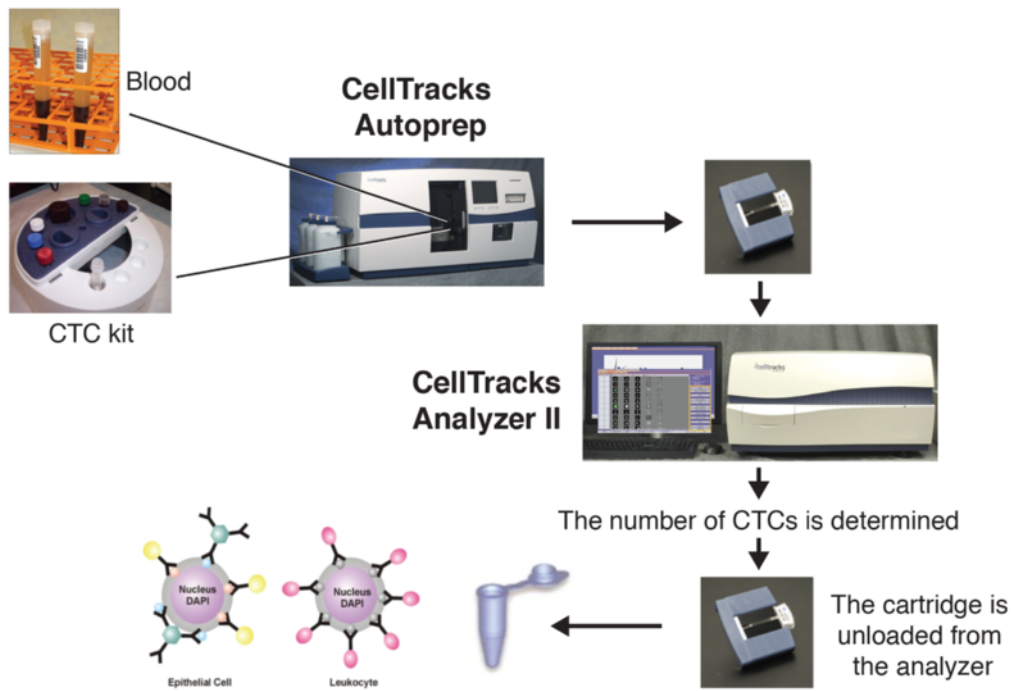 Blood
CellTracks
Autoprep
CTC kit
CellTracks
Analyzer II
celltracks
The number of CTCs is determined
The cartridge is
unloaded from
the analyzer
Nucleus
DAPI
Epithelial Cell
Nucleus
DAPI
Leukocyte